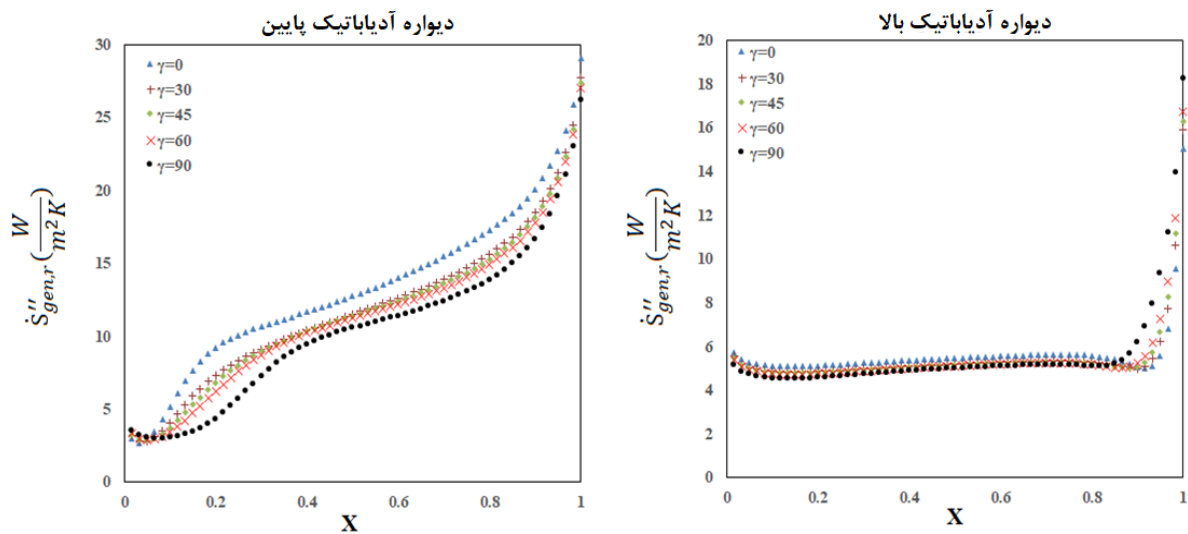 دیواره آدیاباتیک پایین
30
25
20
15
10
5
0
γ=0
γ=30
γ=45
γ=60
γ=90
Ṡ″gen,r(W/m²K)
0 0.2 0.4 0.6 0.8 1
X
دیواره آدیاباتیک بالا
20
18
16
14
12
10
8
6
4
2
0
γ=0
γ=30
γ=45
γ=60
γ=90
Ṡ″gen,r(W/m²K)
0 0.2 0.4 0.6 0.8 1
X